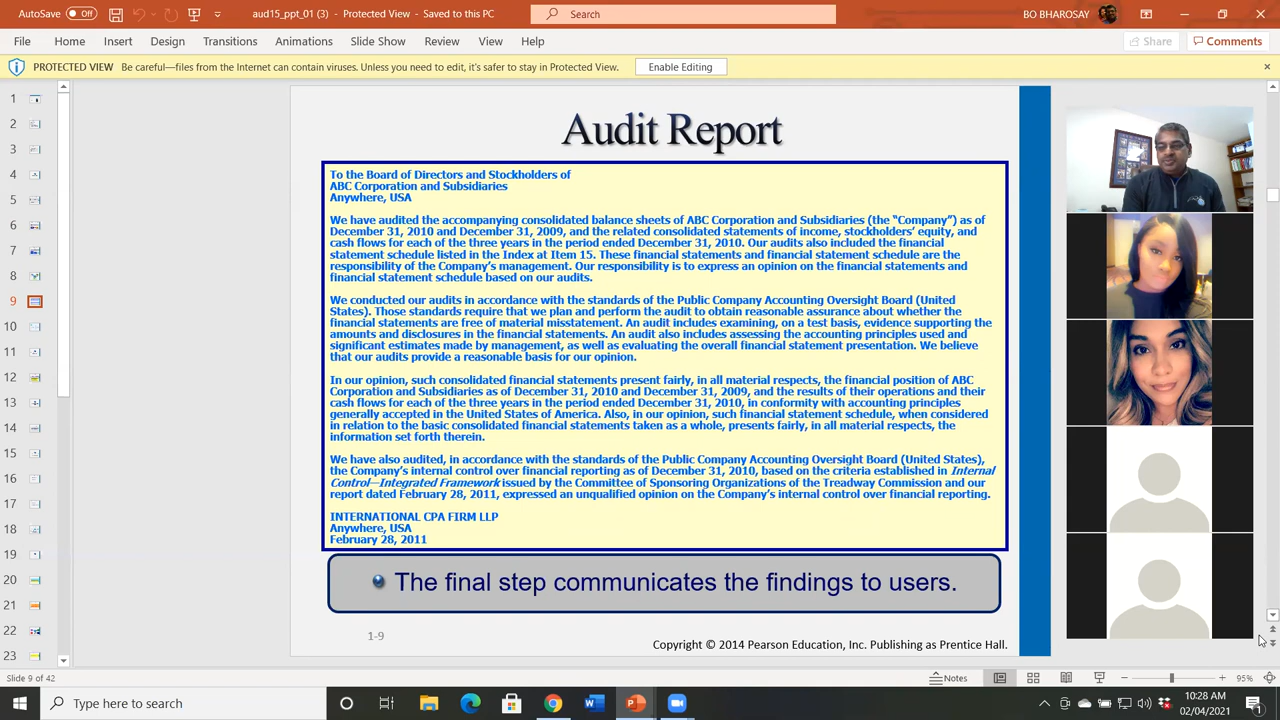 AutoSave Off aud15_ppt_01 (3) - Saved to this PC Search BO BHAROSAY
File Home Insert Design Transitions Animations Slide Show Review View Help Share Comments
PROTECTED VIEW Be careful—files from the Internet can contain viruses. Unless you need to edit, it's safer to stay in Protected View. Enable Editing
1
2
3
4
5
6
7
8
9
10
11
12
13
14
15
16
17
18
19
20
21
22
23
Audit Report
To the Board of Directors and Stockholders of
ABC Corporation and Subsidiaries
Anywhere, USA
We have audited the accompanying consolidated balance sheets of ABC Corporation and Subsidiaries (the “Company”) as of
December 31, 2010 and December 31, 2009, and the related consolidated statements of income, stockholders’ equity, and
cash flows for each of the three years in the period ended December 31, 2010. Our audits also included the financial
statement schedule listed in the Index at Item 15. These financial statements and financial statement schedule are the
responsibility of the Company’s management. Our responsibility is to express an opinion on the financial statements and
financial statement schedule based on our audits.
We conducted our audits in accordance with the standards of the Public Company Accounting Oversight Board (United
States). Those standards require that we plan and perform the audit to obtain reasonable assurance about whether the
financial statements are free of material misstatement. An audit includes examining, on a test basis, evidence supporting the
amounts and disclosures in the financial statements. An audit also includes assessing the accounting principles used and
significant estimates made by management, as well as evaluating the overall financial statement presentation. We believe
that our audits provide a reasonable basis for our opinion.
In our opinion, such consolidated financial statements present fairly, in all material respects, the financial position of ABC
Corporation and Subsidiaries as of December 31, 2010 and December 31, 2009, and the results of their operations and their
cash flows for each of the three years in the period ended December 31, 2010, in conformity with accounting principles
generally accepted in the United States of America. Also, in our opinion, such financial statement schedule, when considered
in relation to the basic consolidated financial statements taken as a whole, presents fairly, in all material respects, the
information set forth therein.
We have also audited, in accordance with the standards of the Public Company Accounting Oversight Board (United States),
the Company’s internal control over financial reporting as of December 31, 2010, based on the criteria established in Internal
Control—Integrated Framework issued by the Committee of Sponsoring Organizations of the Treadway Commission and our
report dated February 28, 2011, expressed an unqualified opinion on the Company’s internal control over financial reporting.
INTERNATIONAL CPA FIRM LLP
Anywhere, USA
February 28, 2011
The final step communicates the findings to users.
1-9
Copyright © 2014 Pearson Education, Inc. Publishing as Prentice Hall.
Slide 9 of 42 Notes 95%
Type here to search 10:28 AM
02/04/2021